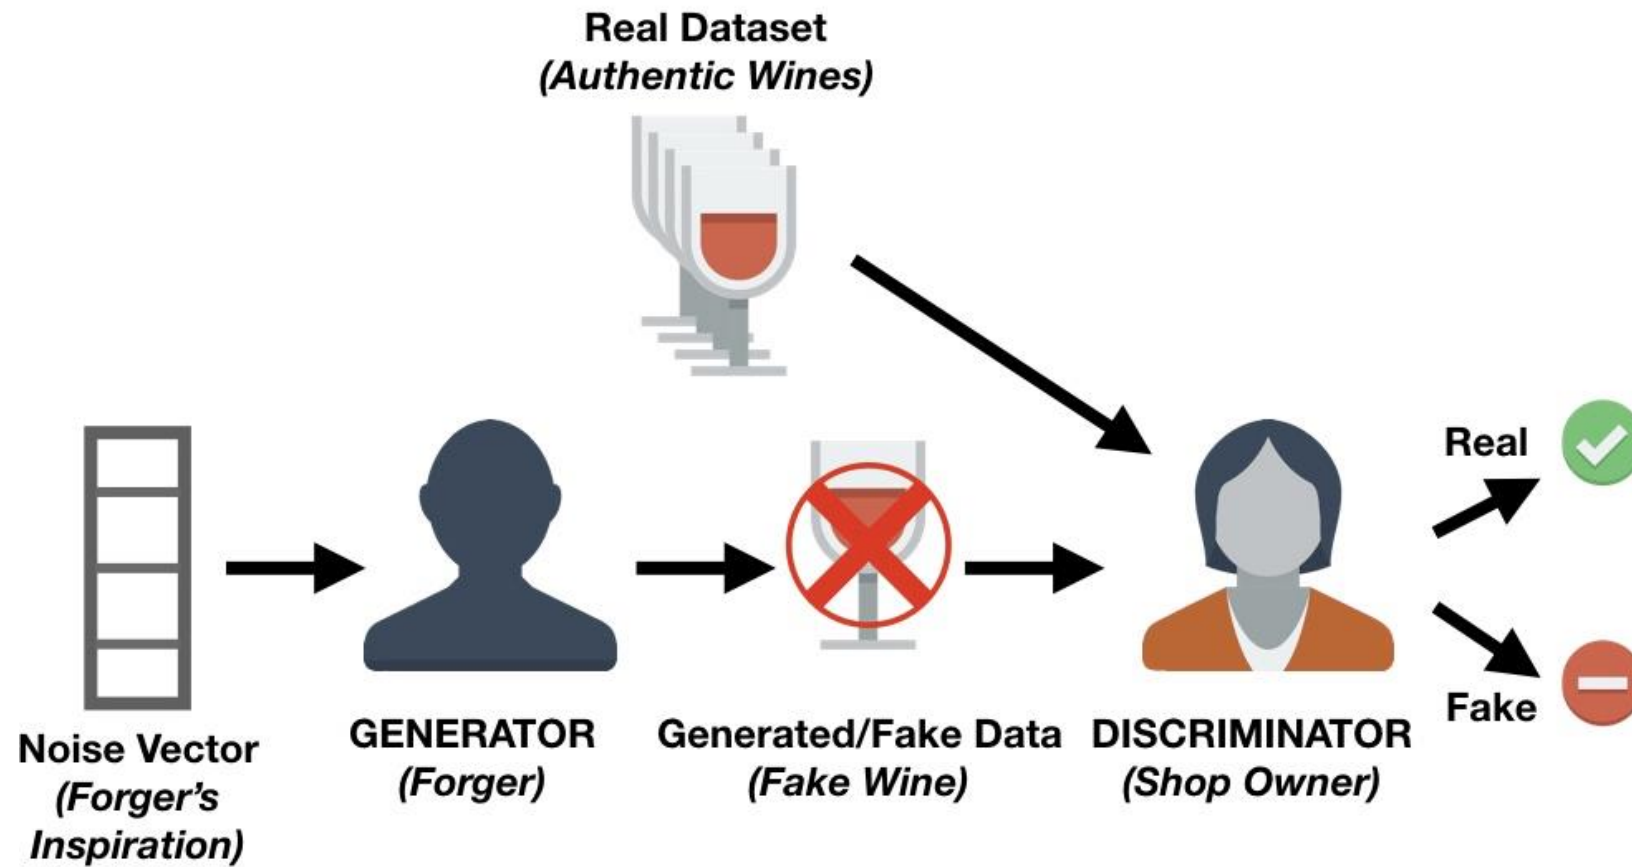 Real Dataset
(Authentic Wines)
Real
Fake
Noise Vector
(Forger’s
Inspiration)
GENERATOR
(Forger)
Generated/Fake Data
(Fake Wine)
DISCRIMINATOR
(Shop Owner)